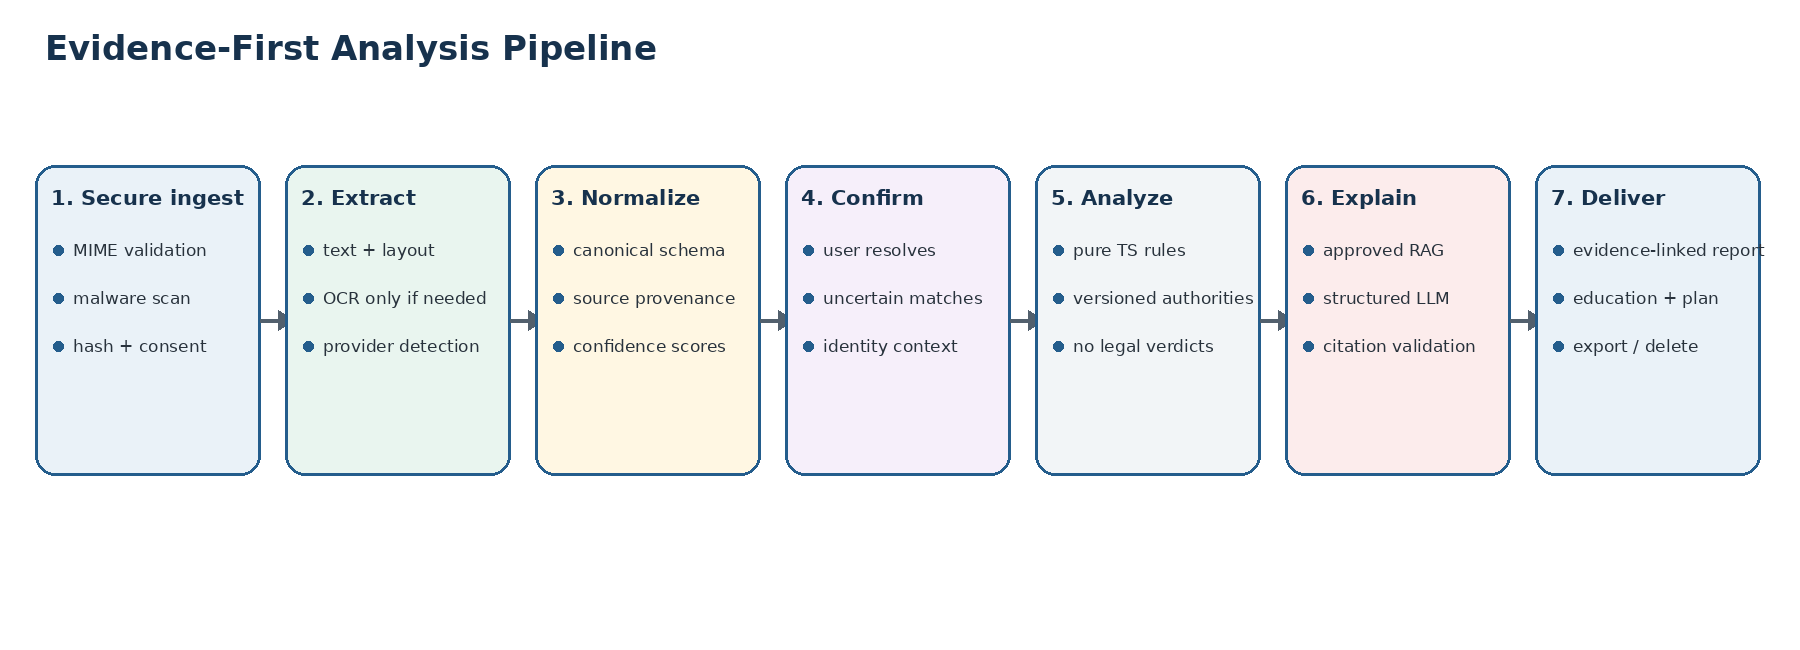 Evidence-First Analysis Pipeline
1. Secure ingest
MIME validation
malware scan
hash + consent
2. Extract
text + layout
OCR only if needed
provider detection
3. Normalize
canonical schema
source provenance
confidence scores
4. Confirm
user resolves
uncertain matches
identity context
5. Analyze
pure TS rules
versioned authorities
no legal verdicts
6. Explain
approved RAG
structured LLM
citation validation
7. Deliver
evidence-linked report
education + plan
export / delete